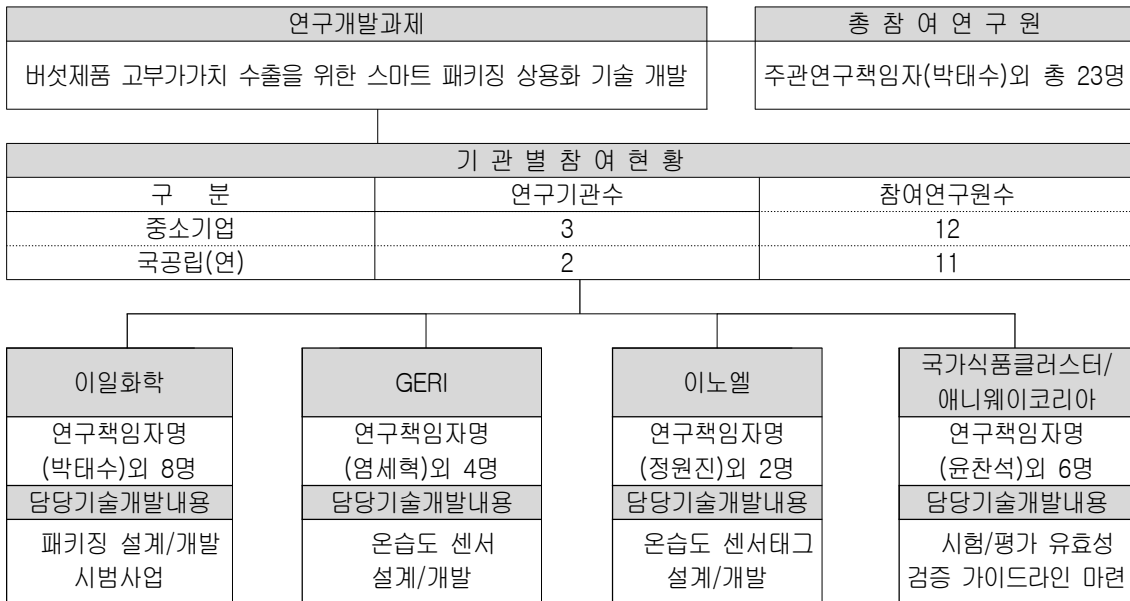 연구개발과제
총 참 여 연 구 원
버섯제품 고부가가치 수출을 위한 스마트 패키징 상용화 기술 개발
주관연구책임자(박태수)외 총 23명
기 관 별 참 여 현 황
구 분 연구기관수 참여연구원수
중소기업 3 12
국공립(연) 2 11
이일화학
GERI
이노엘
국가식품클러스터/
애니웨이코리아
연구책임자명
(박태수)외 8명
연구책임자명
(염세혁)외 4명
연구책임자명
(정원진)외 2명
연구책임자명
(윤찬석)외 6명
담당기술개발내용
담당기술개발내용
담당기술개발내용
담당기술개발내용
패키징 설계/개발
시범사업
온습도 센서
설계/개발
온습도 센서태그
설계/개발
시험/평가 유효성
검증 가이드라인 마련